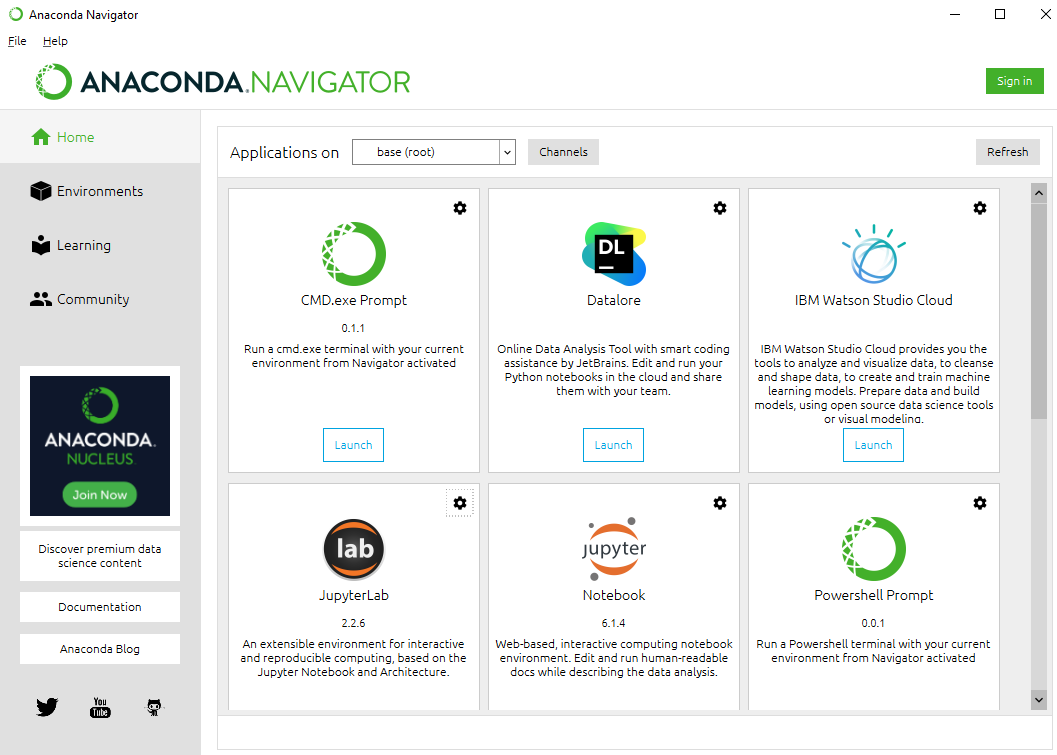 Anaconda Navigator
File Help
ANACONDA.NAVIGATOR
Sign in
Home
Environments
Learning
Community
ANACONDA.
NUCLEUS
Join Now
Discover premium data
science content
Documentation
Anaconda Blog
You
Tube
Applications on base (root) Channels Refresh
CMD.exe Prompt
0.1.1
Run a cmd.exe terminal with your current
environment from Navigator activated
Launch
DL
Datalore
Online Data Analysis Tool with smart coding
assistance by JetBrains. Edit and run your
Python notebooks in the cloud and share
them with your team.
Launch
IBM Watson Studio Cloud
IBM Watson Studio Cloud provides you the
tools to analyze and visualize data, to cleanse
and shape data, to create and train machine
learning models. Prepare data and build
models, using open source data science tools
or visual modeling.
Launch
lab
JupyterLab
2.2.6
An extensible environment for interactive
and reproducible computing, based on the
Jupyter Notebook and Architecture.
jupyter
Notebook
6.1.4
Web-based, interactive computing notebook
environment. Edit and run human-readable
docs while describing the data analysis.
Powershell Prompt
0.0.1
Run a Powershell terminal with your current
environment from Navigator activated